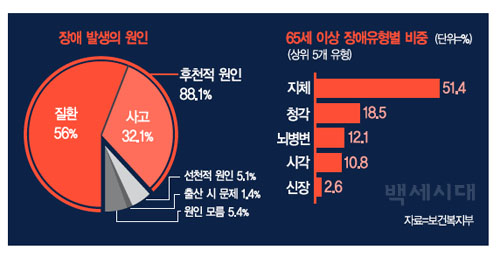 장애 발생의 원인
후천적 원인
88.1%
질환
56%
사고
32.1%
선천적 원인 5.1%
출산 시 문제 1.4%
원인 모름 5.4%
65세 이상 장애유형별 비중 (단위=%)
(상위 5개 유형)
지체 51.4
청각 18.5
뇌병변 12.1
시각 10.8
신장 2.6
백세시대
자료=보건복지부